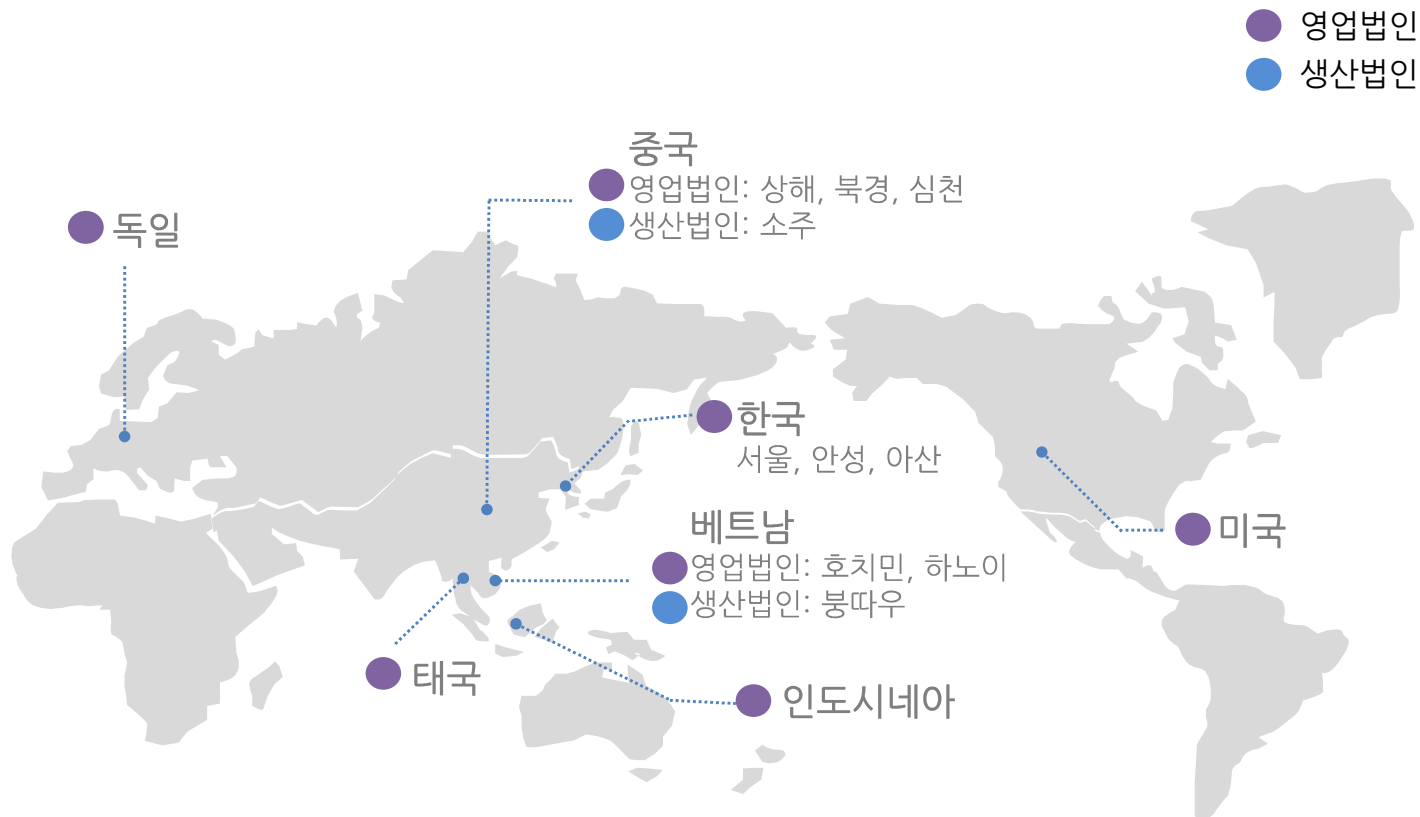 영업법인
생산법인
중국
영업법인: 상해, 북경, 심천
생산법인: 소주
독일
한국
서울, 안성, 아산
베트남
영업법인: 호치민, 하노이
생산법인: 붕따우
미국
태국
인도시네아